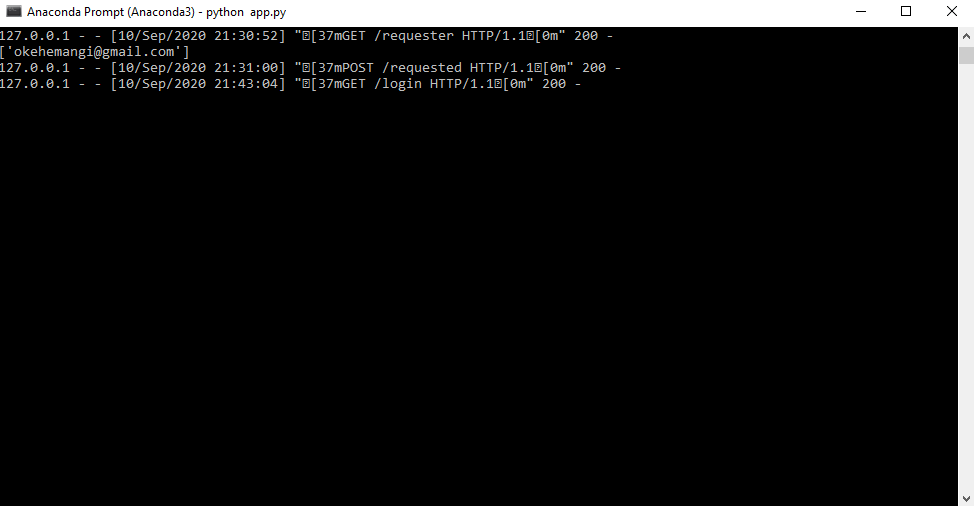 Anaconda Prompt (Anaconda3) - python  app.py
127.0.0.1 - - [10/Sep/2020 21:30:52] "⍰[37mGET /requester HTTP/1.1⍰[0m" 200 -
['okehemangi@gmail.com']
127.0.0.1 - - [10/Sep/2020 21:31:00] "⍰[37mPOST /requested HTTP/1.1⍰[0m" 200 -
127.0.0.1 - - [10/Sep/2020 21:43:04] "⍰[37mGET /login HTTP/1.1⍰[0m" 200 -